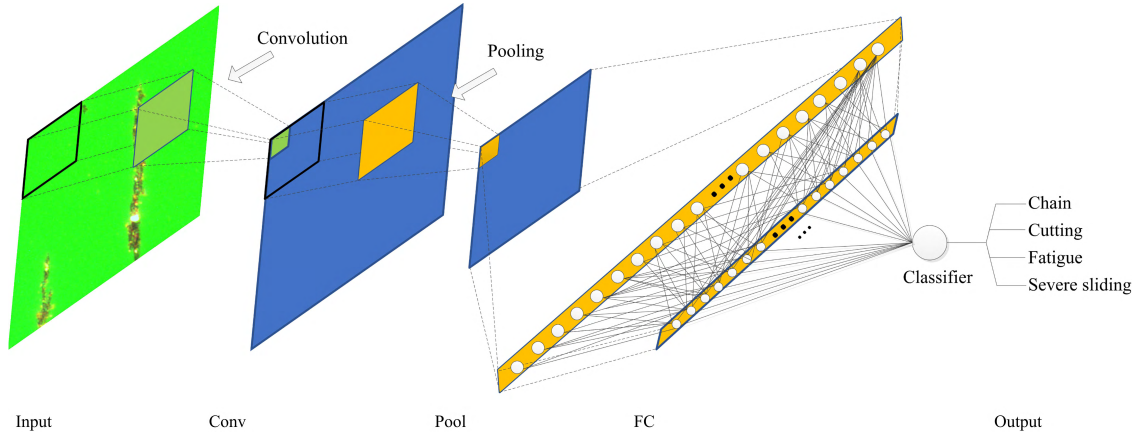 Convolution
Pooling
Chain
Cutting
Fatigue
Severe sliding
Classifier
Input Conv Pool FC Output